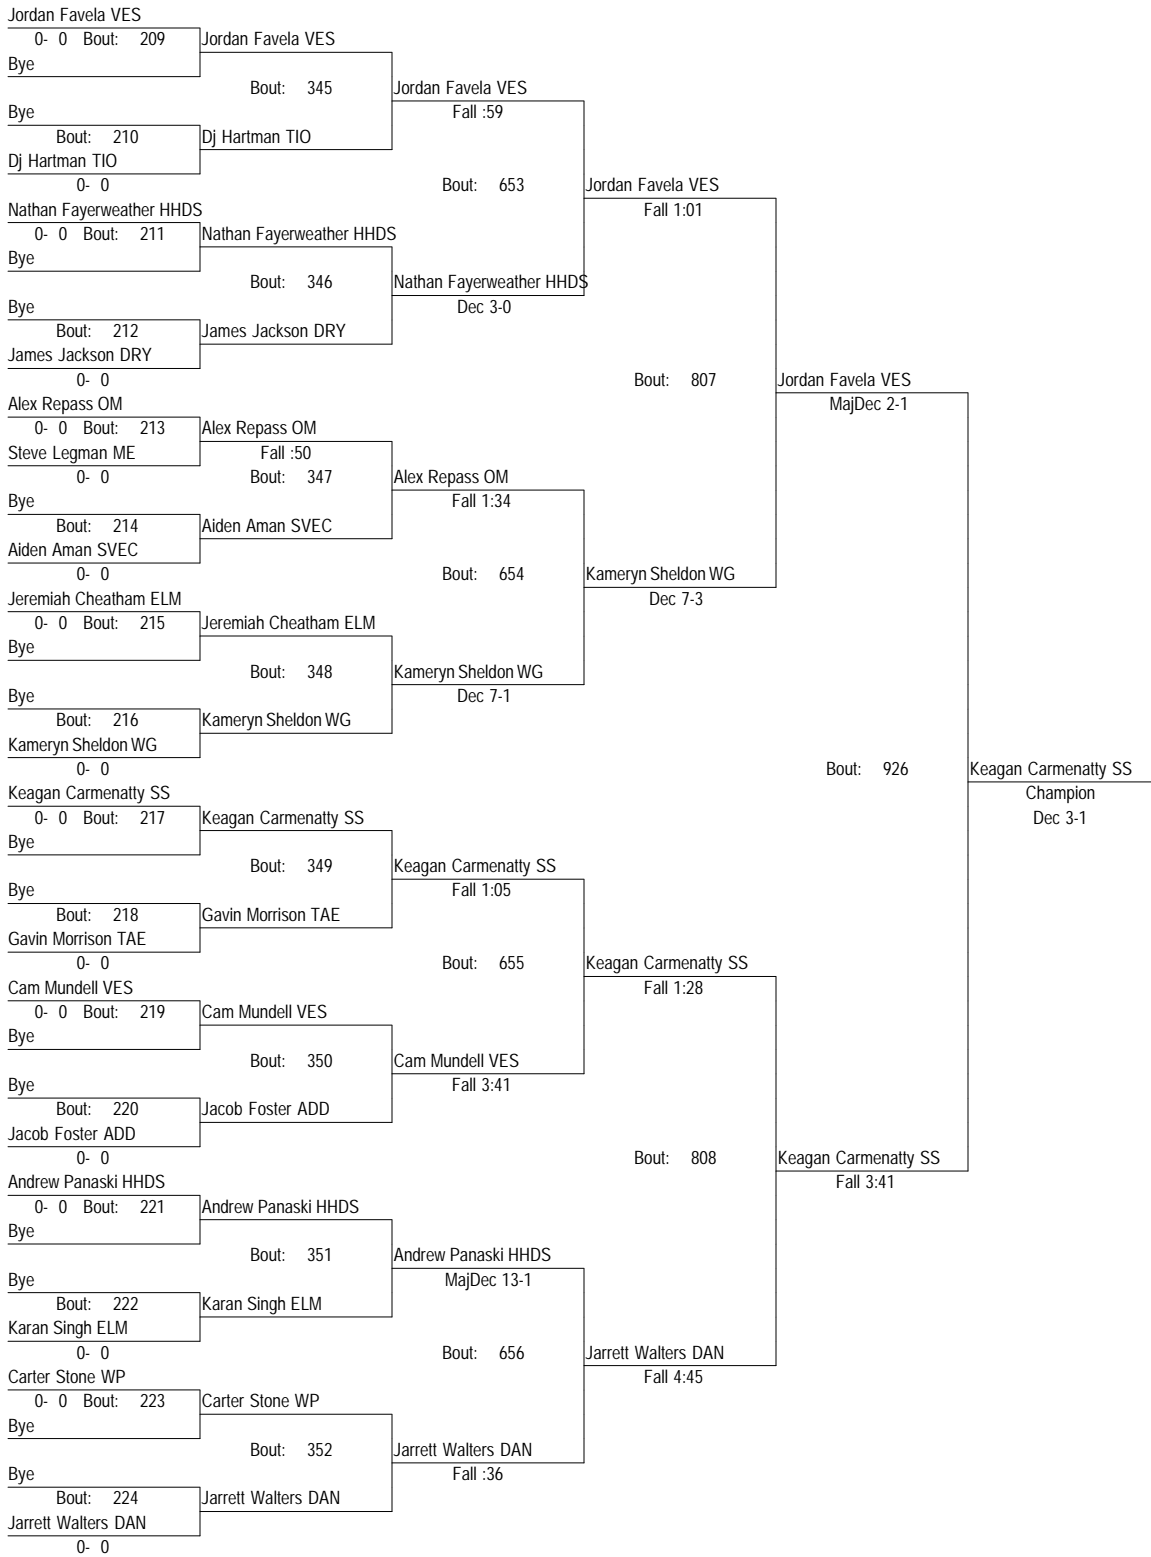 Jordan Favela VES
0- 0 Bout: 209 Jordan Favela VES
Bye
Bout: 345 Jordan Favela VES
Bye Fall :59
Bout: 210 Dj Hartman TIO
Dj Hartman TIO
0- 0 Bout: 653 Jordan Favela VES
Nathan Fayerweather HHDS Fall 1:01
0- 0 Bout: 211 Nathan Fayerweather HHDS
Bye
Bout: 346 Nathan Fayerweather HHDS
Bye Dec 3-0
Bout: 212 James Jackson DRY
James Jackson DRY
0- 0 Bout: 807 Jordan Favela VES
Alex Repass OM MajDec 2-1
0- 0 Bout: 213 Alex Repass OM
Steve Legman ME Fall :50
0- 0 Bout: 347 Alex Repass OM
Bye Fall 1:34
Bout: 214 Aiden Aman SVEC
Aiden Aman SVEC
0- 0 Bout: 654 Kameryn Sheldon WG
Jeremiah Cheatham ELM Dec 7-3
0- 0 Bout: 215 Jeremiah Cheatham ELM
Bye
Bout: 348 Kameryn Sheldon WG
Bye Dec 7-1
Bout: 216 Kameryn Sheldon WG
Kameryn Sheldon WG
0- 0 Bout: 926 Keagan Carmenatty SS
Keagan Carmenatty SS Champion
0- 0 Bout: 217 Keagan Carmenatty SS Dec 3-1
Bye
Bout: 349 Keagan Carmenatty SS
Bye Fall 1:05
Bout: 218 Gavin Morrison TAE
Gavin Morrison TAE
0- 0 Bout: 655 Keagan Carmenatty SS
Cam Mundell VES Fall 1:28
0- 0 Bout: 219 Cam Mundell VES
Bye
Bout: 350 Cam Mundell VES
Bye Fall 3:41
Bout: 220 Jacob Foster ADD
Jacob Foster ADD
0- 0 Bout: 808 Keagan Carmenatty SS
Andrew Panaski HHDS Fall 3:41
0- 0 Bout: 221 Andrew Panaski HHDS
Bye
Bout: 351 Andrew Panaski HHDS
Bye MajDec 13-1
Bout: 222 Karan Singh ELM
Karan Singh ELM
0- 0 Bout: 656 Jarrett Walters DAN
Carter Stone WP Fall 4:45
0- 0 Bout: 223 Carter Stone WP
Bye
Bout: 352 Jarrett Walters DAN
Bye Fall :36
Bout: 224 Jarrett Walters DAN
Jarrett Walters DAN
0- 0